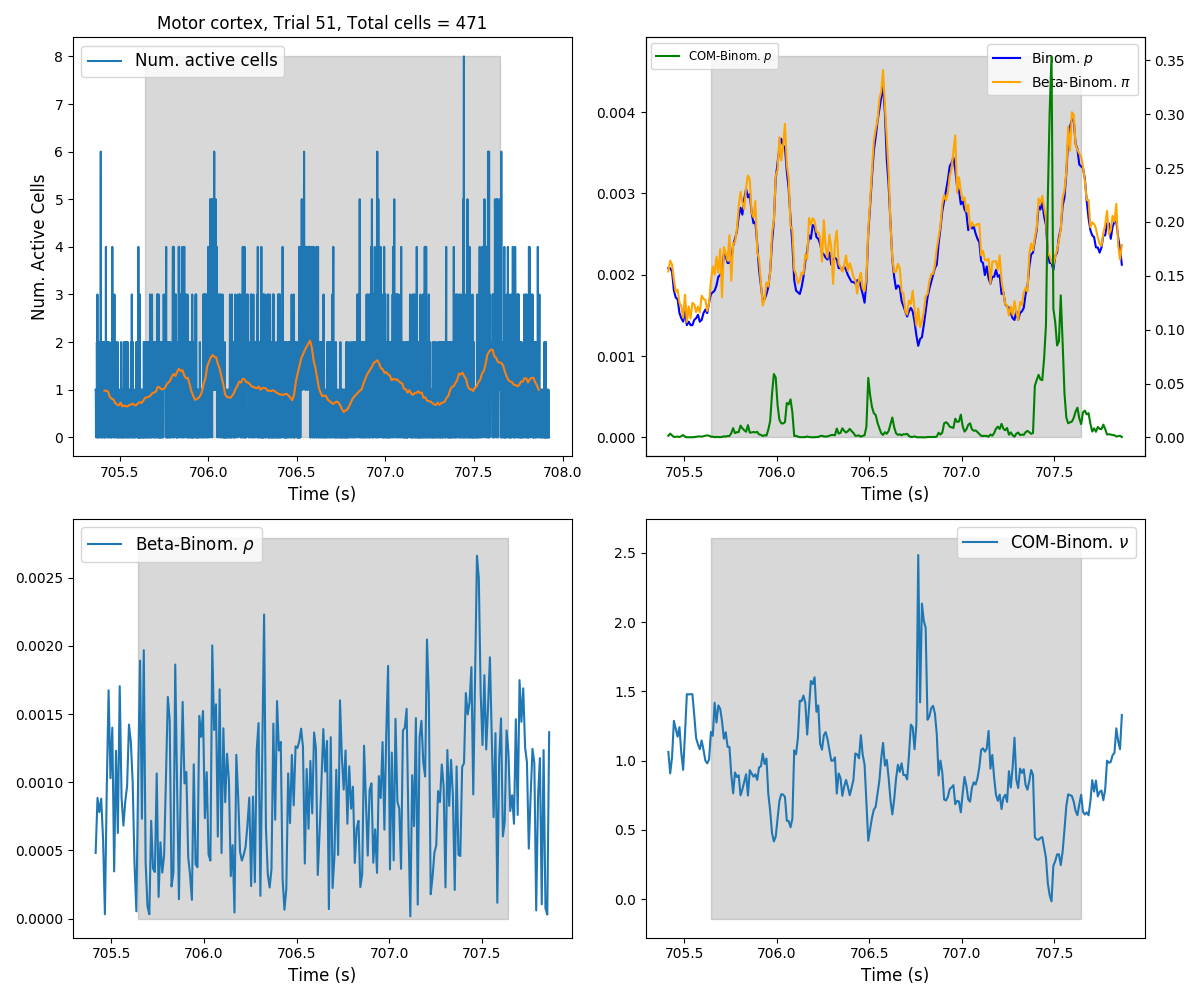 Motor cortex, Trial 51, Total cells = 471
Num. active cells
Num. Active Cells
8
7
6
5
4
3
2
1
0
705.5 706.0 706.5 707.0 707.5 708.0
Time (s)
COM-Binom. p
Binom. p
Beta-Binom. π
0.004
0.003
0.002
0.001
0.000
0.35
0.30
0.25
0.20
0.15
0.10
0.05
0.00
705.5 706.0 706.5 707.0 707.5
Time (s)
Beta-Binom. ρ
0.0025
0.0020
0.0015
0.0010
0.0005
0.0000
705.5 706.0 706.5 707.0 707.5
Time (s)
COM-Binom. ν
2.5
2.0
1.5
1.0
0.5
0.0
705.5 706.0 706.5 707.0 707.5
Time (s)